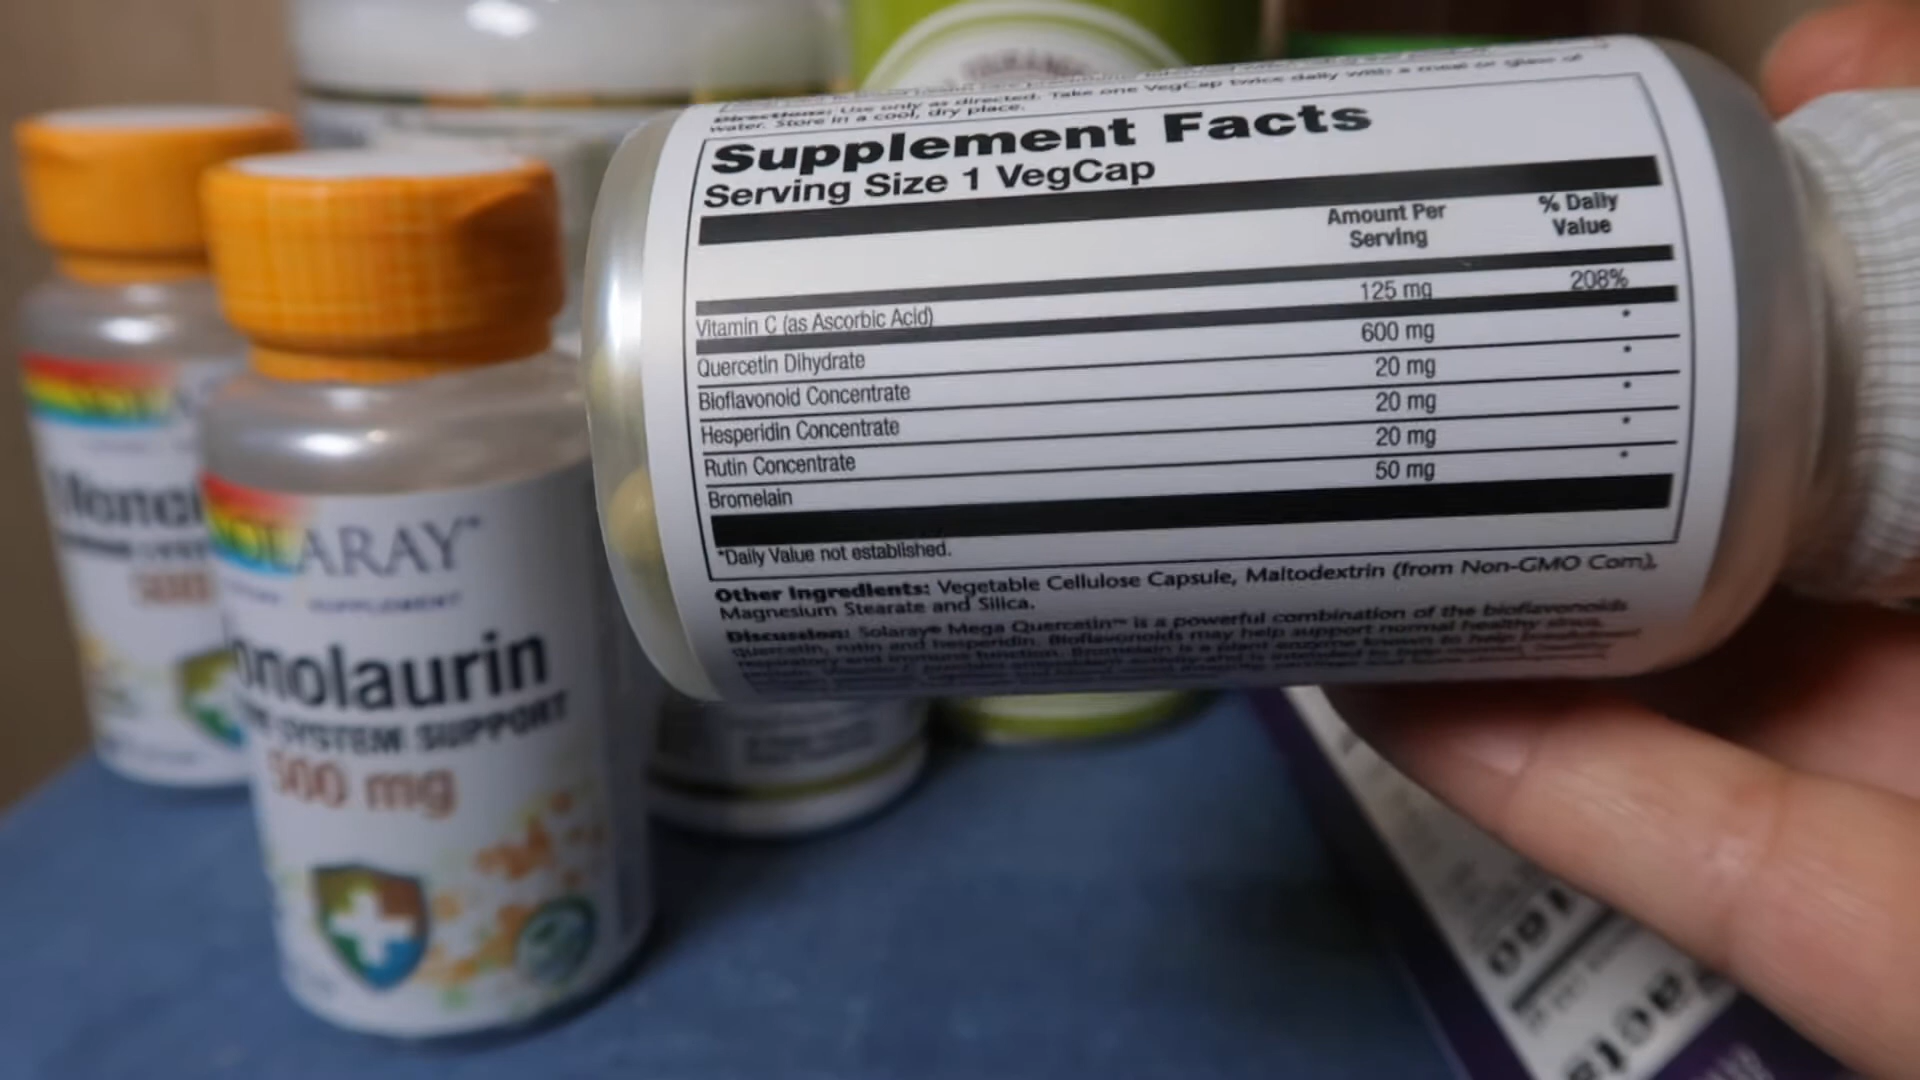 Directions: Use only as directed. Take one VegCap twice daily with a meal or glass of
water. Store in a cool, dry place.
Supplement Facts
Serving Size 1 VegCap
Amount Per
Serving
% Daily
Value
Vitamin C (as Ascorbic Acid) 125 mg 208%
Quercetin Dihydrate 600 mg *
Bioflavonoid Concentrate 20 mg *
Hesperidin Concentrate 20 mg *
Rutin Concentrate 20 mg *
Bromelain 50 mg *
*Daily Value not established.
Other Ingredients: Vegetable Cellulose Capsule, Maltodextrin (from Non-GMO Corn),
Magnesium Stearate and Silica.
Discussion: Solaray® Mega Quercetin™ is a powerful combination of the bioflavonoids
quercetin, rutin and hesperidin. Bioflavonoids may help support normal healthy sinus,
respiratory and immune function. Bromelain is a plant enzyme known to help
SOLARAY
SUPPLEMENT
onolaurin
SYSTEM SUPPORT
500 mg